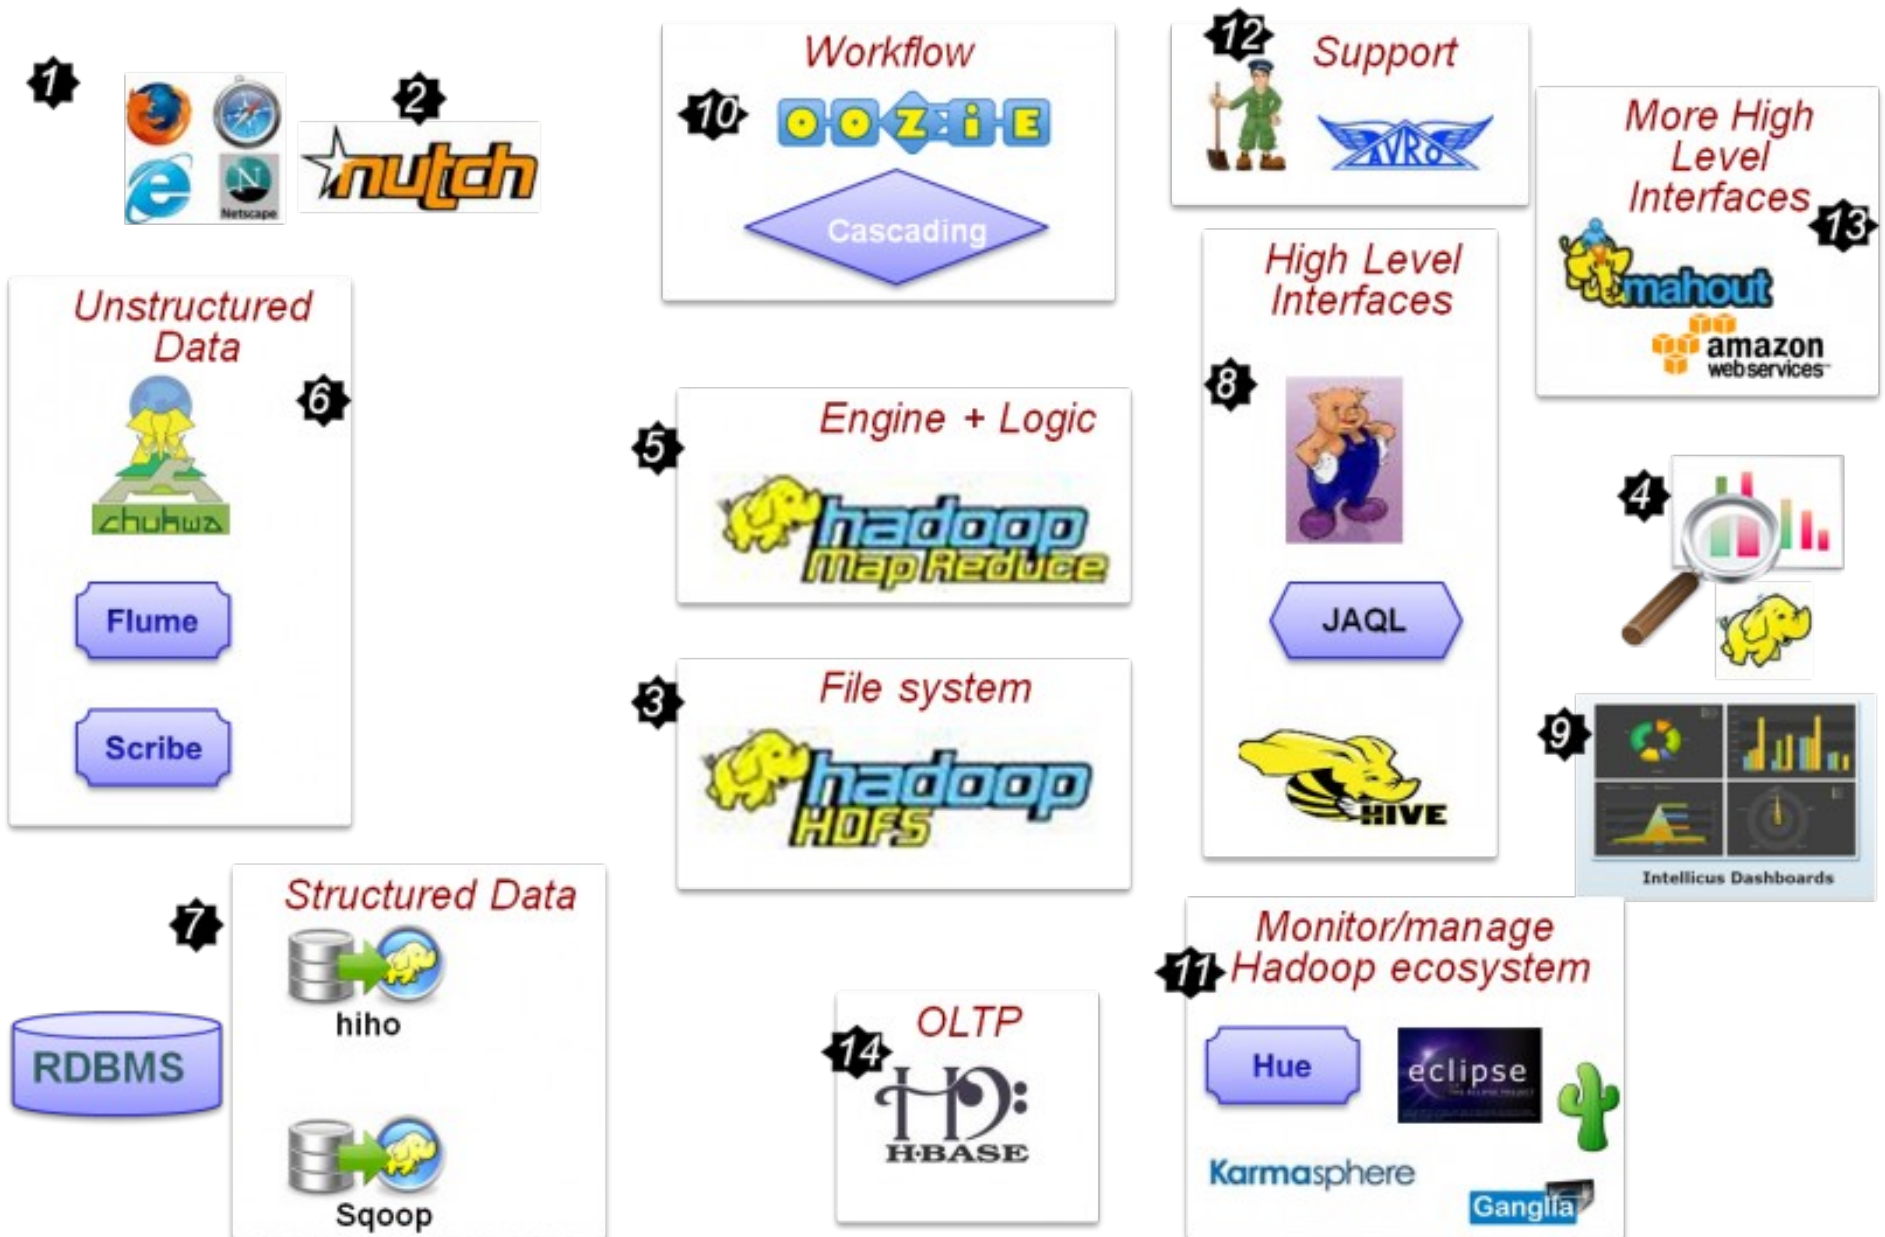 1
2
N
Netscape
nutch
Workflow
10
OOZiE
Cascading
12
Support
AVRO
More High
Level
Interfaces
13
mahout
amazon
webservices
Unstructured
Data
6
chukwa
Flume
Scribe
5
Engine + Logic
hadoop
Map Reduce
3
File system
hadoop
HDFS
High Level
Interfaces
8
JAQL
HIVE
4
9
Intellicus Dashboards
7
Structured Data
hiho
Sqoop
RDBMS
OLTP
14
H·BASE
Monitor/manage
11
Hadoop ecosystem
Hue
eclipse
Karmasphere
Ganglia